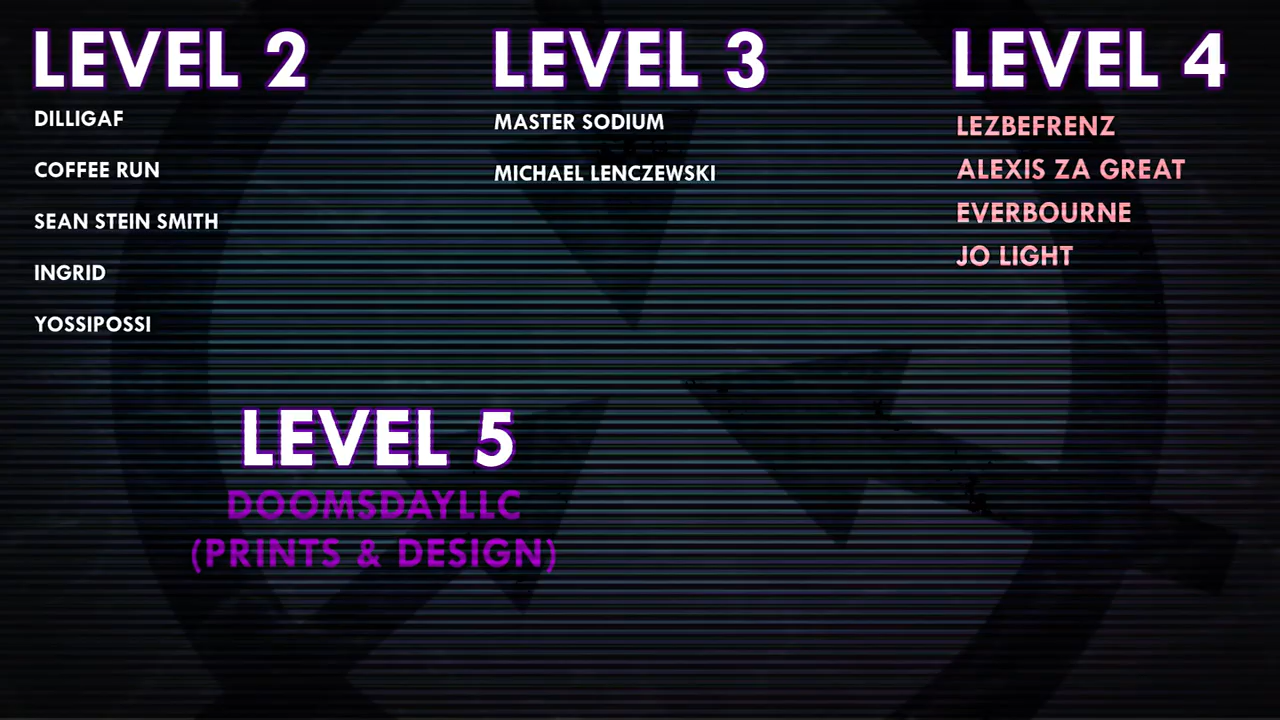 LEVEL 2
DILLIGAF
COFFEE RUN
SEAN STEIN SMITH
INGRID
YOSSIPOSSI
LEVEL 3
MASTER SODIUM
MICHAEL LENCZEWSKI
LEVEL 4
LEZBEFRENZ
ALEXIS ZA GREAT
EVERBOURNE
JO LIGHT
LEVEL 5
DOOMSDAYLLC
(PRINTS & DESIGN)